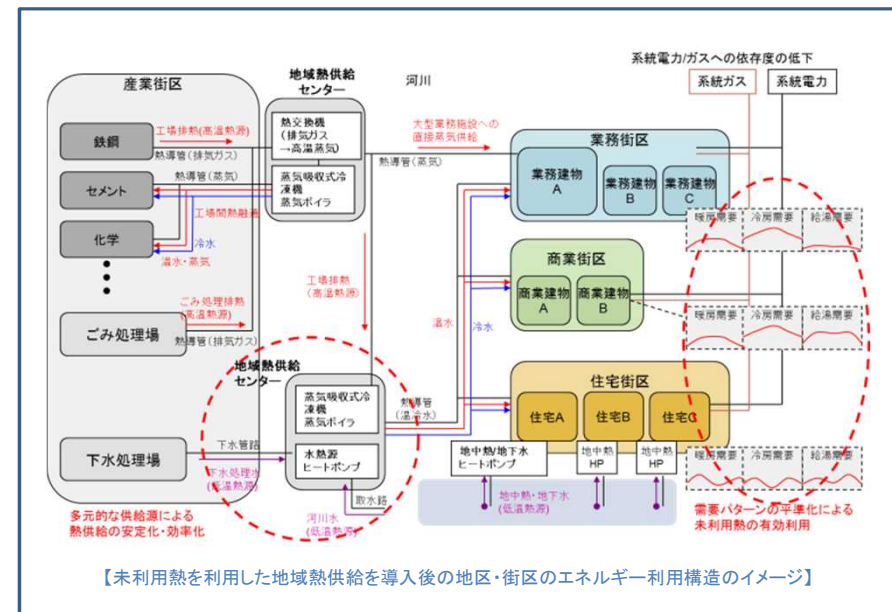 系統電力/ガスへの依存度の低下
系統ガス
系統電力
産業街区
地域熱供給
センター
河川
鉄鋼
セメント
化学
ごみ処理場
下水処理場
工場排熱(高温熱源)
熱導管(排気ガス)
熱導管(蒸気)
工場間熱融通
冷水
温水・蒸気
ごみ処理排熱
(高温熱源)
熱導管(排気ガス)
熱交換機
(排気ガス
→高温蒸気)
蒸気吸収式冷
凍機
蒸気ボイラ
大型業務施設への
直接蒸気供給
熱導管(蒸気)
工場排熱
(高温熱源)
業務街区
業務建物
A
業務建物
B
業務建物
C
暖房需要
冷房需要
給湯需要
商業街区
商業建物
A
商業建物
B
温水
冷水
暖房需要
冷房需要
給湯需要
地域熱供給
センター
蒸気吸収式冷
凍機
蒸気ボイラ
水熱源
ヒートポンプ
熱導管
(温冷水)
住宅街区
住宅A
住宅B
住宅C
下水管路
下水処理水
(低温熱源)
取水路
河川水
(低温熱源)
地中熱/地下水
ヒートポンプ
地中熱
HP
地中熱
HP
地中熱・地下水
(低温熱源)
暖房需要
冷房需要
給湯需要
多元的な供給源による
熱供給の安定化・効率化
需要パターンの平準化による
未利用熱の有効利用
【未利用熱を利用した地域熱供給を導入後の地区・街区のエネルギー利用構造のイメージ】